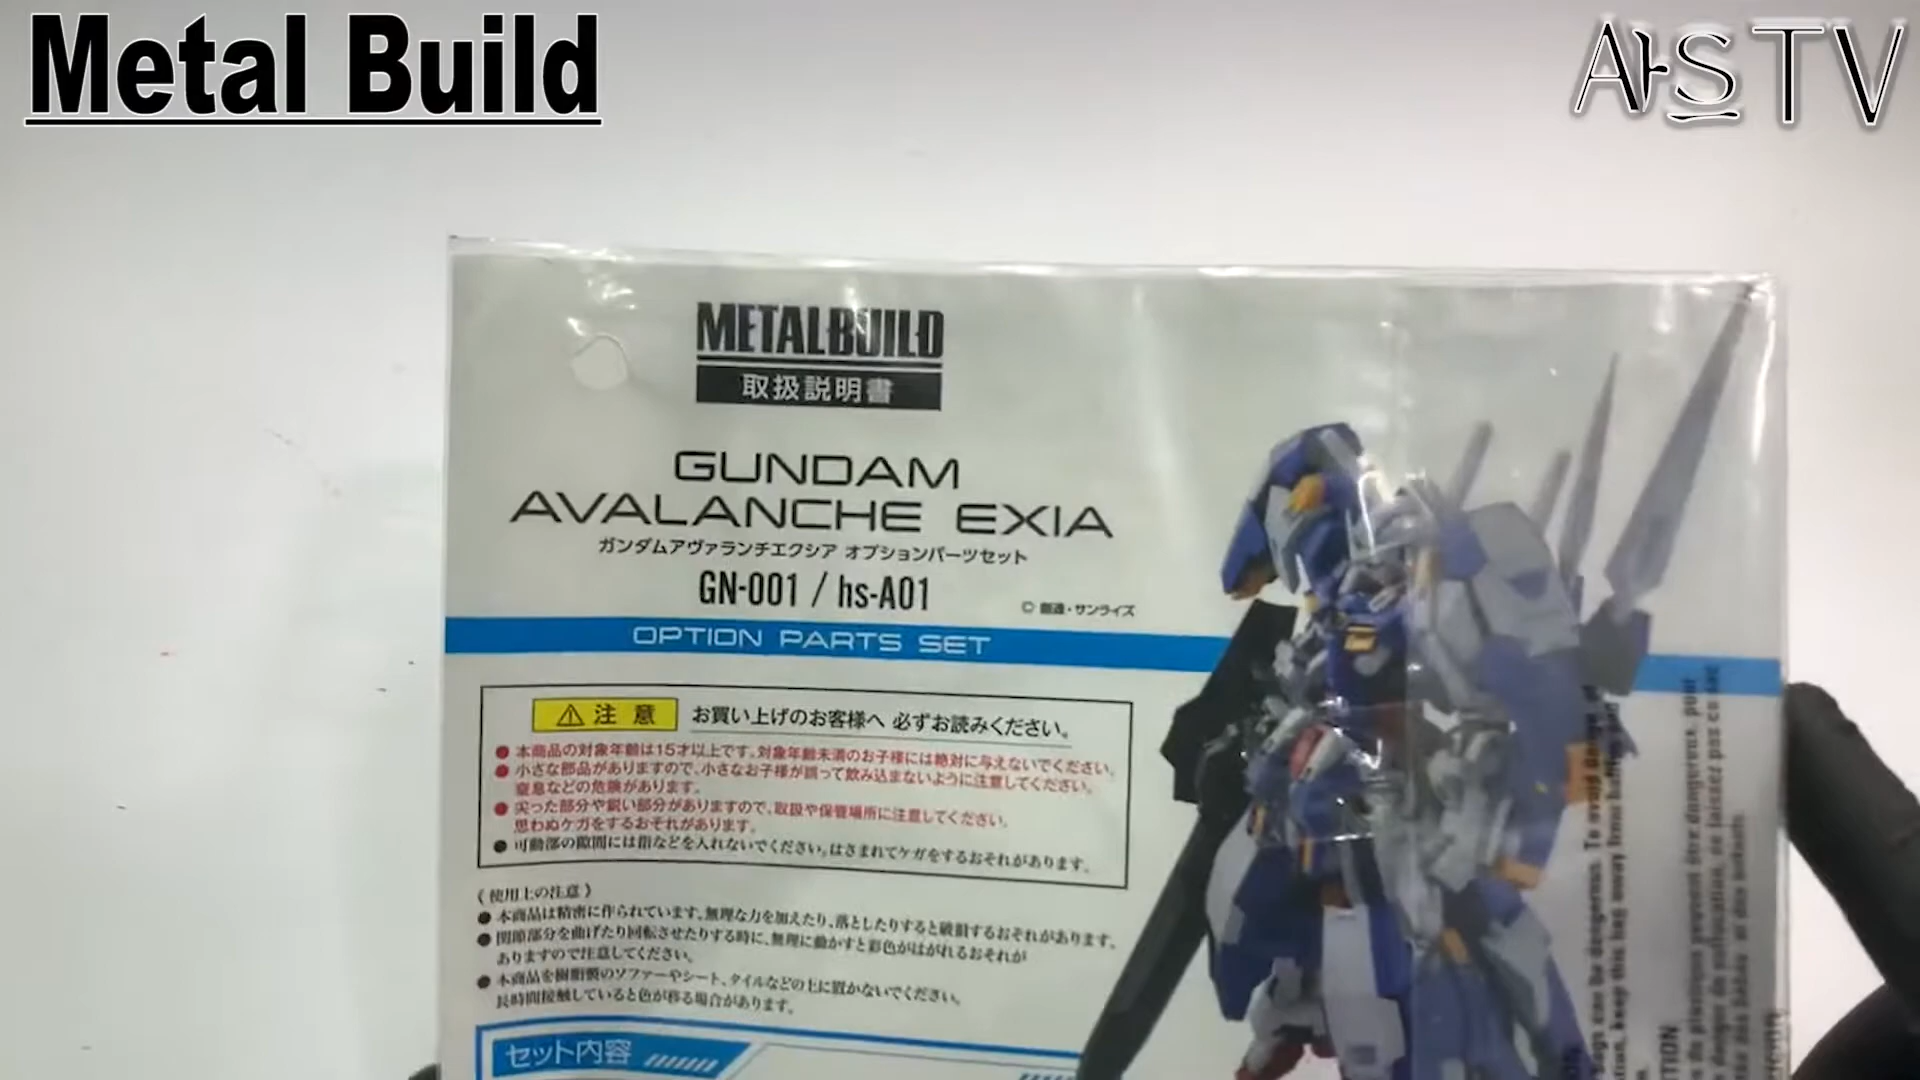 Metal Build
샤으TV
METALBUILD
取扱説明書
GUNDAM
AVALANCHE EXIA
ガンダムアヴァランチエクシア オプションパーツセット
GN-001 / hs-A01
© 創通・サンライズ
OPTION PARTS SET
⚠ 注 意
お買い上げのお客様へ 必ずお読みください。
● 本商品の対象年齢は15才以上です。対象年齢未満のお子様には絶対に与えないでください。
● 小さな部品がありますので、小さなお子様が誤って飲み込まないように注意してください。
窒息などの危険があります。
● 尖った部分や鋭い部分がありますので、取扱や保管場所に注意してください。
思わぬケガをするおそれがあります。
● 可動部の隙間には指などを入れないでください。はさまれてケガをするおそれがあります。
《使用上の注意》
● 本商品は精密に作られています。無理な力を加えたり、落としたりすると破損するおそれがあります。
● 関節部分を曲げたり回転させたりする時に、無理に動かすと彩色がはがれるおそれが
ありますので注意してください。
● 本商品を樹脂製のソファーやシート、タイルなどの上に置かないでください。
長時間接触していると色が移る場合があります。
セット内容